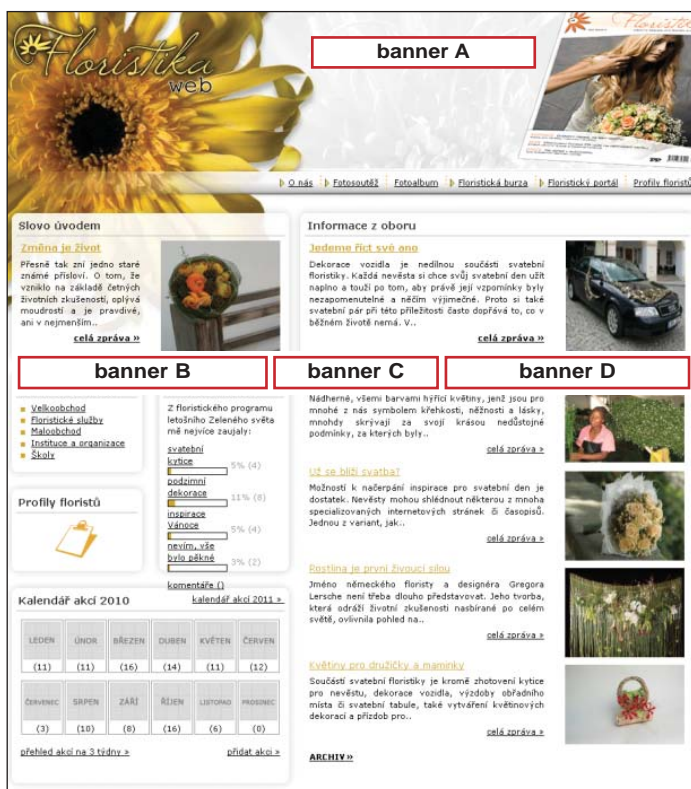 Floristika
web
banner A
Floristika
O nás
Fotosoutěž
Fotoalbum
Floristická burza
Floristický portál
Profily floristů
Slovo úvodem
Změna je život
Přesně tak zní jedno staré
známé přísloví. O tom, že
vzniklo na základě četných
životních zkušeností, oplývá
moudrostí a je pravdivé,
ani v nejmenším..
celá zpráva »
Informace z oboru
Jedeme říct své ano
Dekorace vozidla je nedílnou součásti svatební
floristiky. Každá nevěsta si chce svůj svatební den užít
naplno a touží po tom, aby právě její vzpomínky byly
nezapomenutelné a něčím výjimečné. Proto si také
svatební pár při této příležitosti často dopřává to, co v
běžném životě nemá. V..
celá zpráva »
banner B
banner C
banner D
Velkoobchod
Floristické služby
Maloobchod
Instituce a organizace
Školy
Profily floristů
Z floristického programu
letošního Zeleného světa
mě nejvíce zaujaly:
svatební
kytice
5% (4)
podzimní
dekorace
11% (8)
inspirace
Vánoce
5% (4)
nevím, vše
bylo pěkné
3% (2)
komentáře ()
Nádherné, všemi barvami hýřící květiny, jenž jsou pro
mnohé z nás symbolem křehkosti, něžnosti a lásky,
mnohdy skrývají za svojí krásou nedůstojné
podmínky, za kterých byly..
celá zpráva »
Už se blíží svatba?
Možností k načerpání inspirace pro svatební den je
dostatek. Nevěsty mohou shlédnout některou z mnoha
specializovaných internetových stránek či časopisů.
Jednou z variant, jak..
celá zpráva »
Rostlina je první živoucí silou
Jméno německého floristy a designéra Gregora
Lersche není třeba dlouho představovat. Jeho tvorba,
která odráží životní zkušenosti nasbírané po celém
světě, ovlivnila pohled na..
celá zpráva »
Květiny pro družičky a maminky
Součástí svatební floristiky je kromě zhotovení kytice
pro nevěstu, dekorace vozidla, výzdoby obřadního
místa či svatební tabule, také vytváření květinových
dekorací a přízdob pro..
celá zpráva »
ARCHIV »
Kalendář akcí 2010
kalendář akcí 2011 »
LEDEN ÚNOR BŘEZEN DUBEN KVĚTEN ČERVEN
(11) (11) (16) (14) (11) (12)
ČERVENEC SRPEN ZÁŘÍ ŘÍJEN LISTOPAD PROSINEC
(3) (10) (8) (16) (6) (0)
přehled akcí na 3 týdny »
přidat akci »